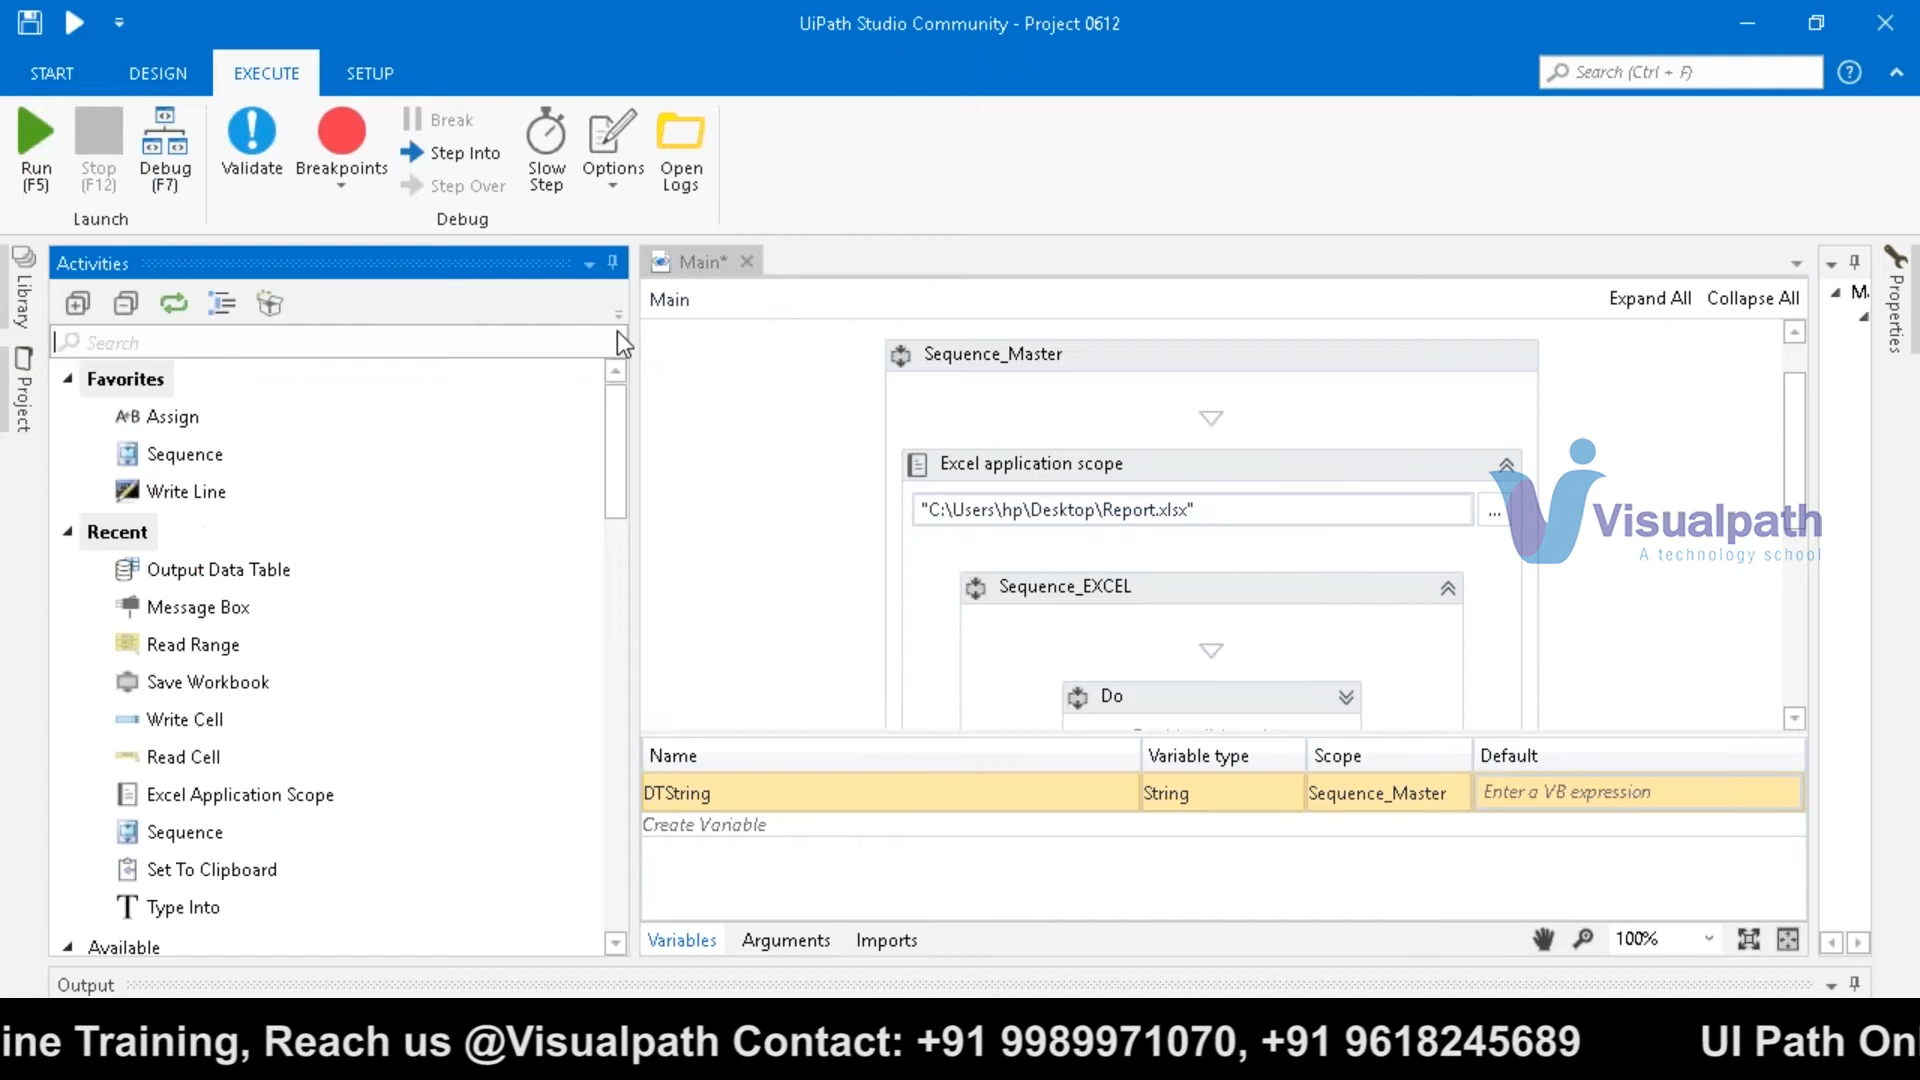 UiPath Studio Community - Project 0612
START DESIGN EXECUTE SETUP
Search (Ctrl + F)
Run (F5)
Stop (F12)
Debug (F7)
Launch
Validate
Breakpoints
Break
Step Into
Step Over
Slow Step
Options
Open Logs
Debug
Library
Project
Activities
Search
Favorites
Assign
Sequence
Write Line
Recent
Output Data Table
Message Box
Read Range
Save Workbook
Write Cell
Read Cell
Excel Application Scope
Sequence
Set To Clipboard
Type Into
Available
Main*
Main
Expand All Collapse All
Sequence_Master
Excel application scope
"C:\Users\hp\Desktop\Report.xlsx"
...
Sequence_EXCEL
Do
Visualpath
A technology school
Name Variable type Scope Default
DTString String Sequence_Master Enter a VB expression
Create Variable
Variables Arguments Imports
100%
Properties
Output
ine Training, Reach us @Visualpath Contact: +91 9989971070, +91 9618245689 UI Path On